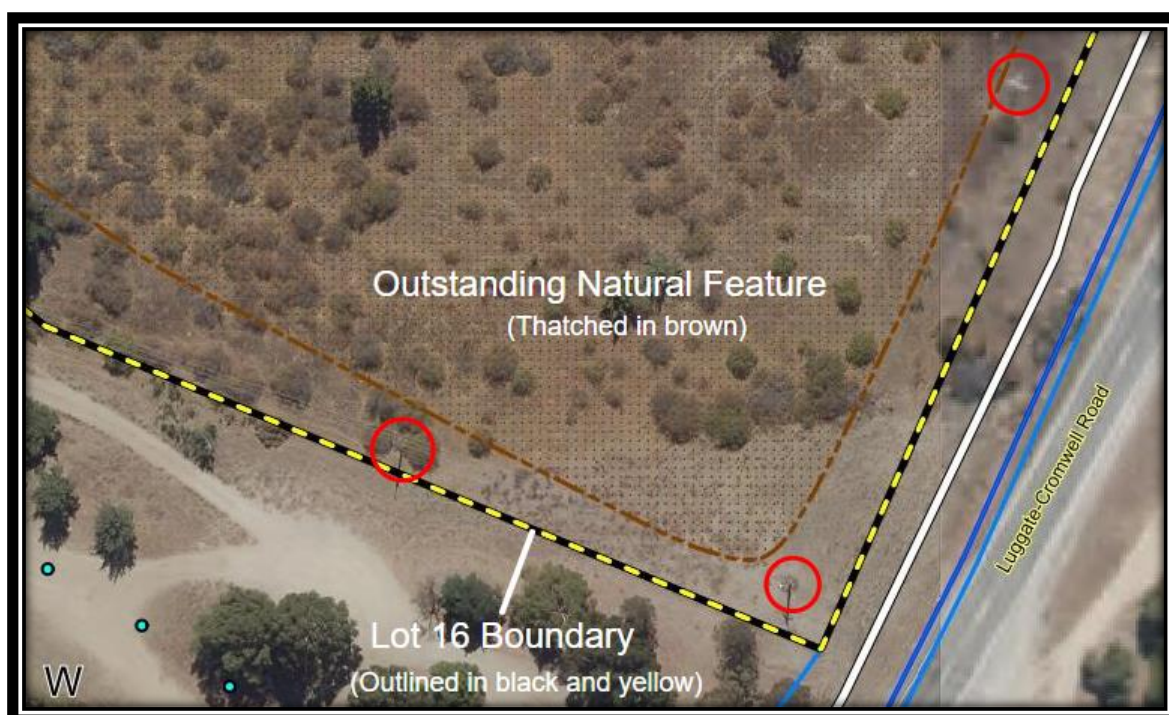 Outstanding Natural Feature
(Thatched in brown)
Luggate-Cromwell Road
Lot 16 Boundary
(Outlined in black and yellow)
W